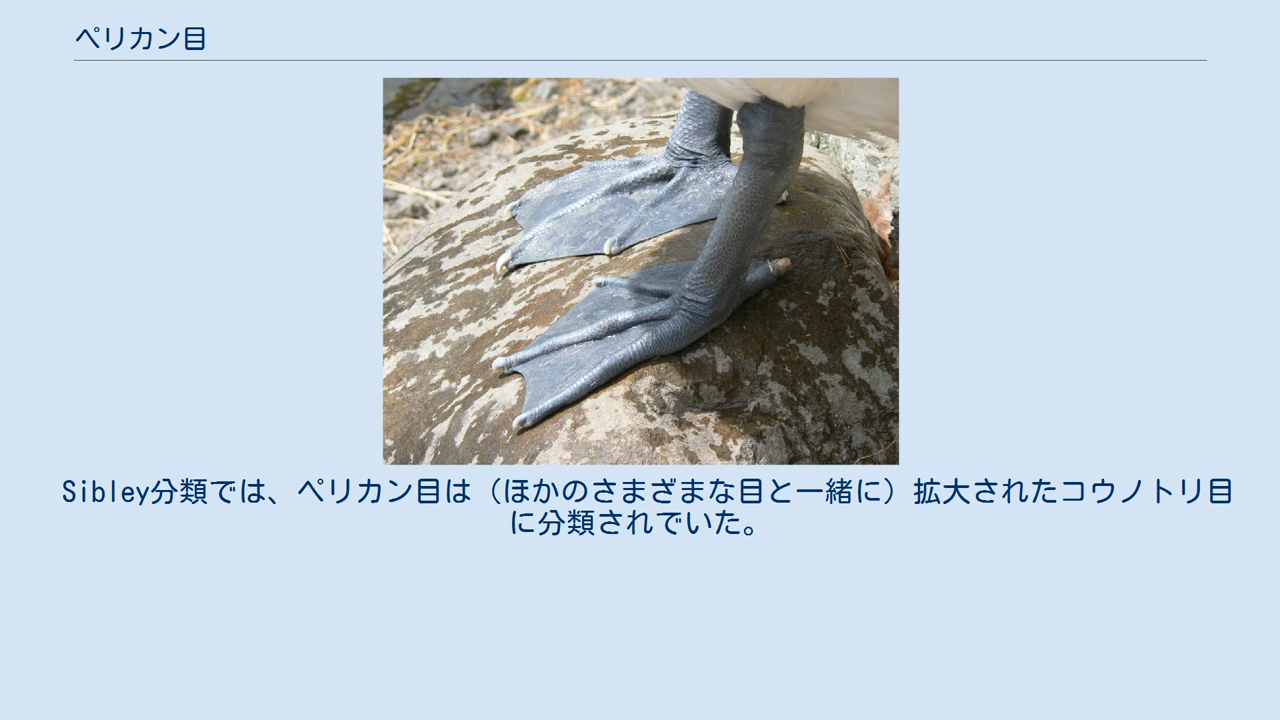 ペリカン目
Sibley分類では、ペリカン目は（ほかのさまざまな目と一緒に）拡大されたコウノトリ目
に分類されでいた。